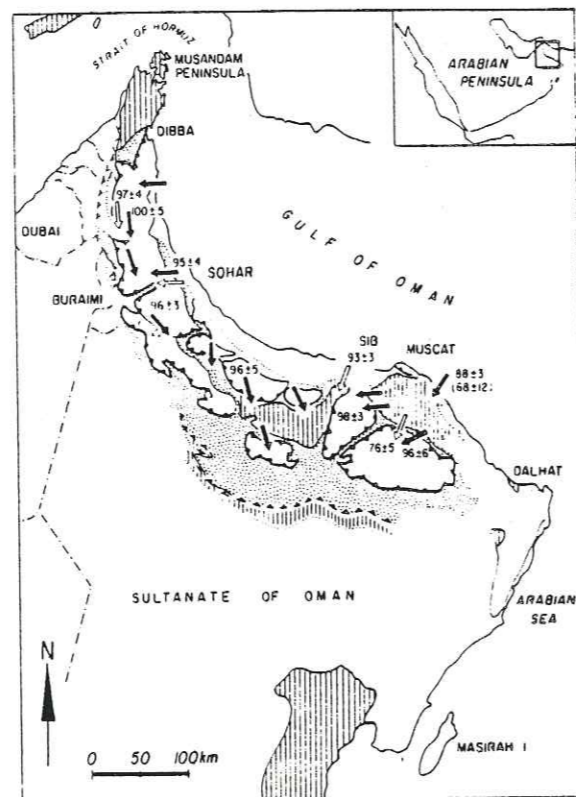 STRAIT OF HORMUZ
MUSANDAM
PENINSULA
ARABIAN
PENINSULA
DIBBA
97±4
100±5
DUBAI
GULF OF OMAN
95±4
SOHAR
BURAIMI
96±3
SIB
93±3
MUSCAT
96±5
88±3
(68±12)
98±3
76±5
96±6
QALHAT
SULTANATE OF OMAN
ARABIAN
SEA
N
0 50 100km
MASIRAH I